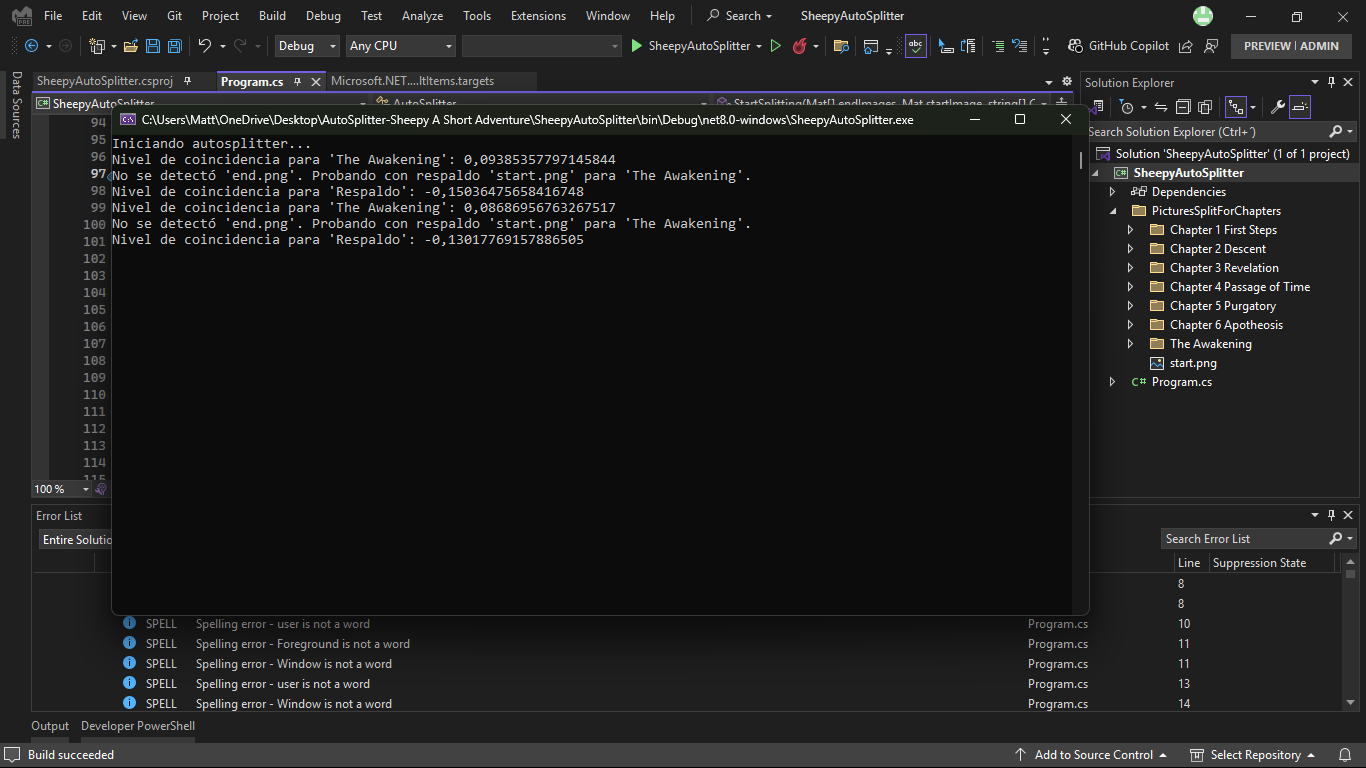 File Edit View Git Project Build Debug Test Analyze Tools Extensions Window Help Search SheepyAutoSplitter
Debug Any CPU SheepyAutoSplitter abc GitHub Copilot PREVIEW | ADMIN
Data Sources
SheepyAutoSplitter.csproj Program.cs Microsoft.NET....ItItems.targets
C# SheepyAutoSplitter AutoSplitter StartSplitting(Mat[] endImages, Mat startImage, string[] C
C:\Users\Matt\OneDrive\Desktop\AutoSplitter-Sheepy A Short Adventure\SheepyAutoSplitter\bin\Debug\net8.0-windows\SheepyAutoSplitter.exe
Iniciando autosplitter...
Nivel de coincidencia para 'The Awakening': 0,09385357797145844
No se detectó 'end.png'. Probando con respaldo 'start.png' para 'The Awakening'.
Nivel de coincidencia para 'Respaldo': -0,15036475658416748
Nivel de coincidencia para 'The Awakening': 0,08686956763267517
No se detectó 'end.png'. Probando con respaldo 'start.png' para 'The Awakening'.
Nivel de coincidencia para 'Respaldo': -0,13017769157886505
94
95
96
97
98
99
100
101
102
103
104
105
106
107
108
109
110
111
112
113
114
115
100 %
Solution Explorer
Search Solution Explorer (Ctrl+´)
Solution 'SheepyAutoSplitter' (1 of 1 project)
C# SheepyAutoSplitter
Dependencies
PicturesSplitForChapters
Chapter 1 First Steps
Chapter 2 Descent
Chapter 3 Revelation
Chapter 4 Passage of Time
Chapter 5 Purgatory
Chapter 6 Apotheosis
The Awakening
start.png
C# Program.cs
Error List
Entire Solutio
Search Error List
Line Suppression State
8
8
SPELL Spelling error - user is not a word Program.cs 10
SPELL Spelling error - Foreground is not a word Program.cs 11
SPELL Spelling error - Window is not a word Program.cs 11
SPELL Spelling error - user is not a word Program.cs 13
SPELL Spelling error - Window is not a word Program.cs 14
Output Developer PowerShell
Build succeeded Add to Source Control Select Repository